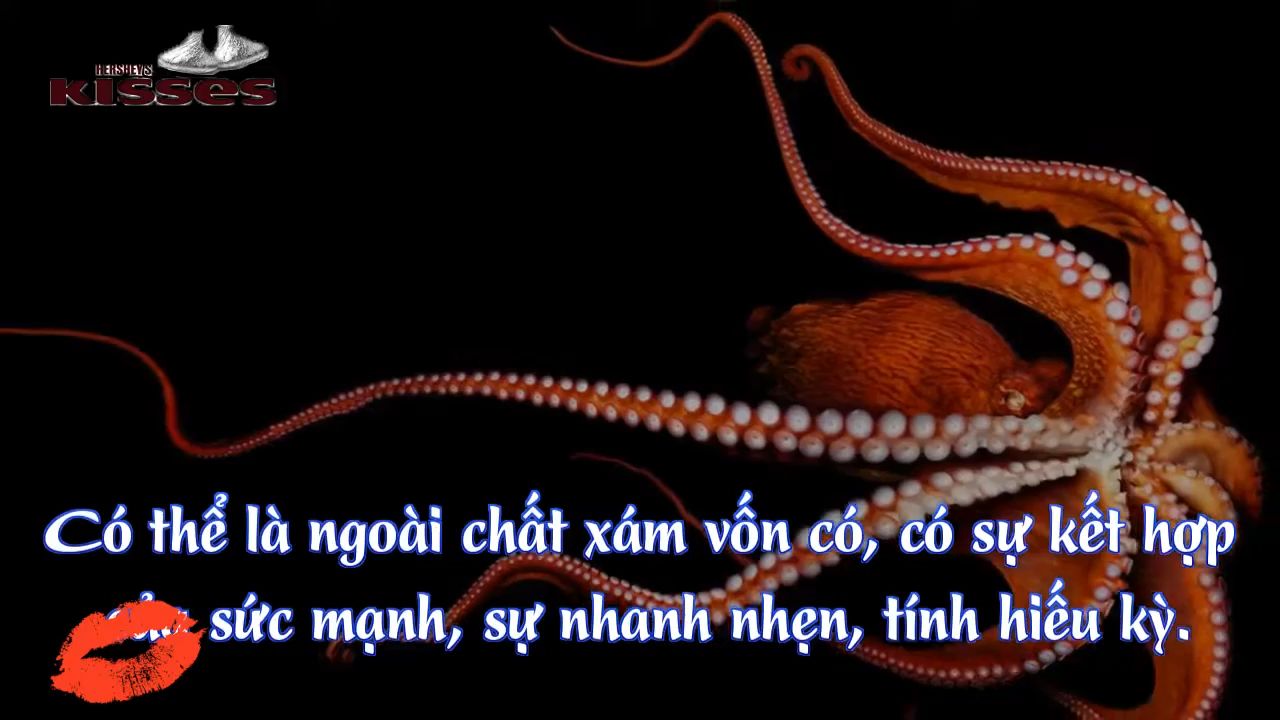 HERSHEY'S
KISSES
Có thể là ngoài chất xám vốn có, có sự kết hợp
sức mạnh, sự nhanh nhẹn, tính hiếu kỳ.